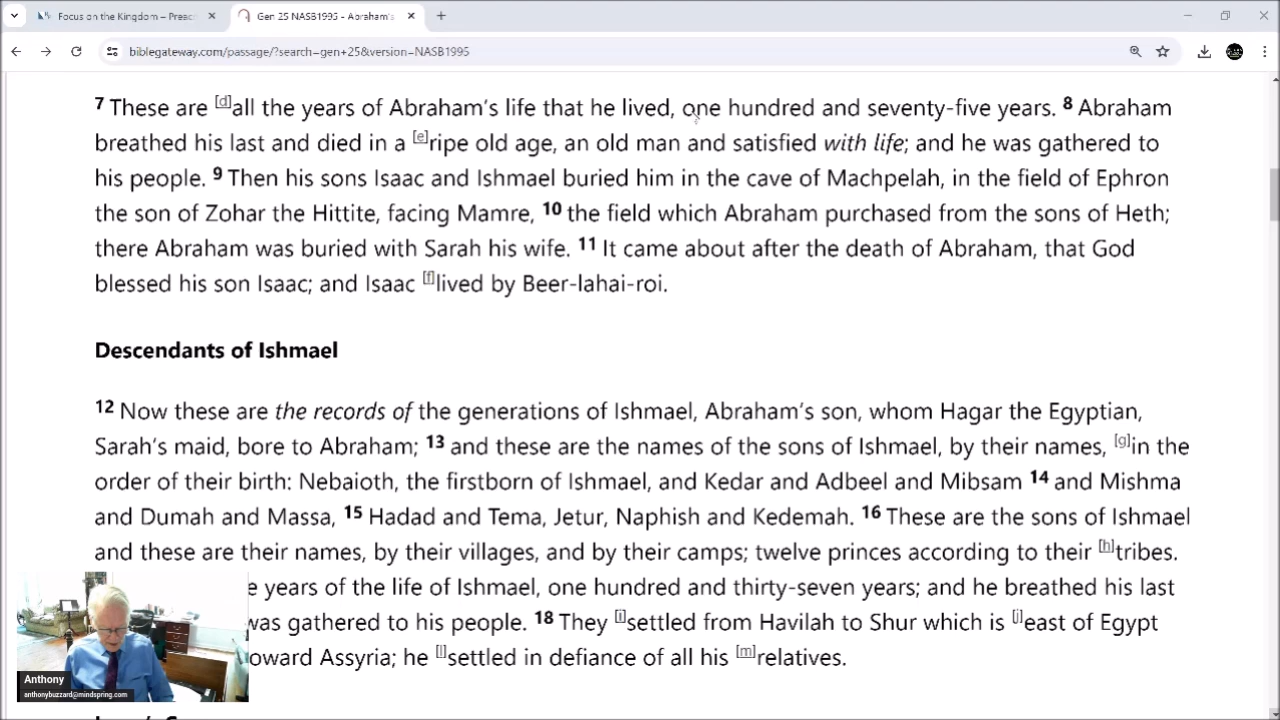 Focus on the Kingdom – Preac
Gen 25 NASB1995 - Abraham's
biblegateway.com/passage/?search=gen+25&version=NASB1995
7 These are [d]all the years of Abraham's life that he lived, one hundred and seventy-five years. 8 Abraham
breathed his last and died in a [e]ripe old age, an old man and satisfied with life; and he was gathered to
his people. 9 Then his sons Isaac and Ishmael buried him in the cave of Machpelah, in the field of Ephron
the son of Zohar the Hittite, facing Mamre, 10 the field which Abraham purchased from the sons of Heth;
there Abraham was buried with Sarah his wife. 11 It came about after the death of Abraham, that God
blessed his son Isaac; and Isaac [f]lived by Beer-lahai-roi.
Descendants of Ishmael
12 Now these are the records of the generations of Ishmael, Abraham's son, whom Hagar the Egyptian,
Sarah's maid, bore to Abraham; 13 and these are the names of the sons of Ishmael, by their names, [g]in the
order of their birth: Nebaioth, the firstborn of Ishmael, and Kedar and Adbeel and Mibsam 14 and Mishma
and Dumah and Massa, 15 Hadad and Tema, Jetur, Naphish and Kedemah. 16 These are the sons of Ishmael
and these are their names, by their villages, and by their camps; twelve princes according to their [h]tribes.
e years of the life of Ishmael, one hundred and thirty-seven years; and he breathed his last
was gathered to his people. 18 They [i]settled from Havilah to Shur which is [j]east of Egypt
oward Assyria; he [l]settled in defiance of all his [m]relatives.
Anthony
anthonybuzzard@mindspring.com